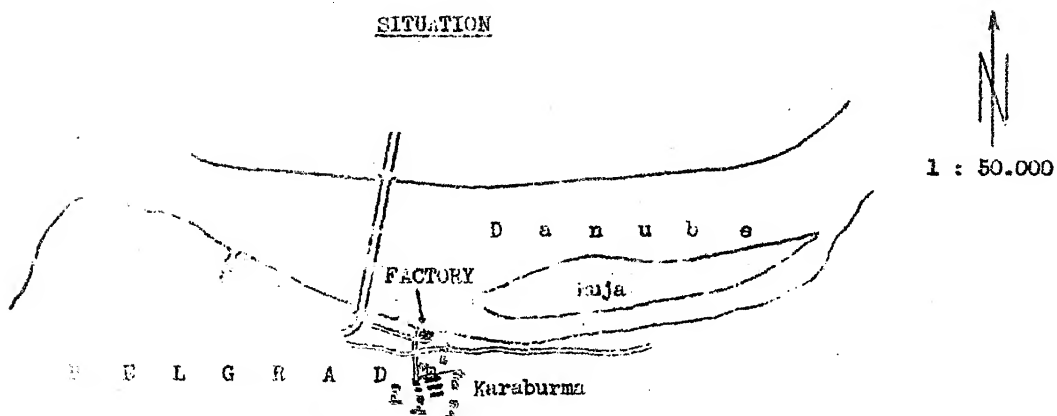 SITUATION
N
1 : 50.000
D a n u b e
FACTORY
B E L G R A D E
Karaburma